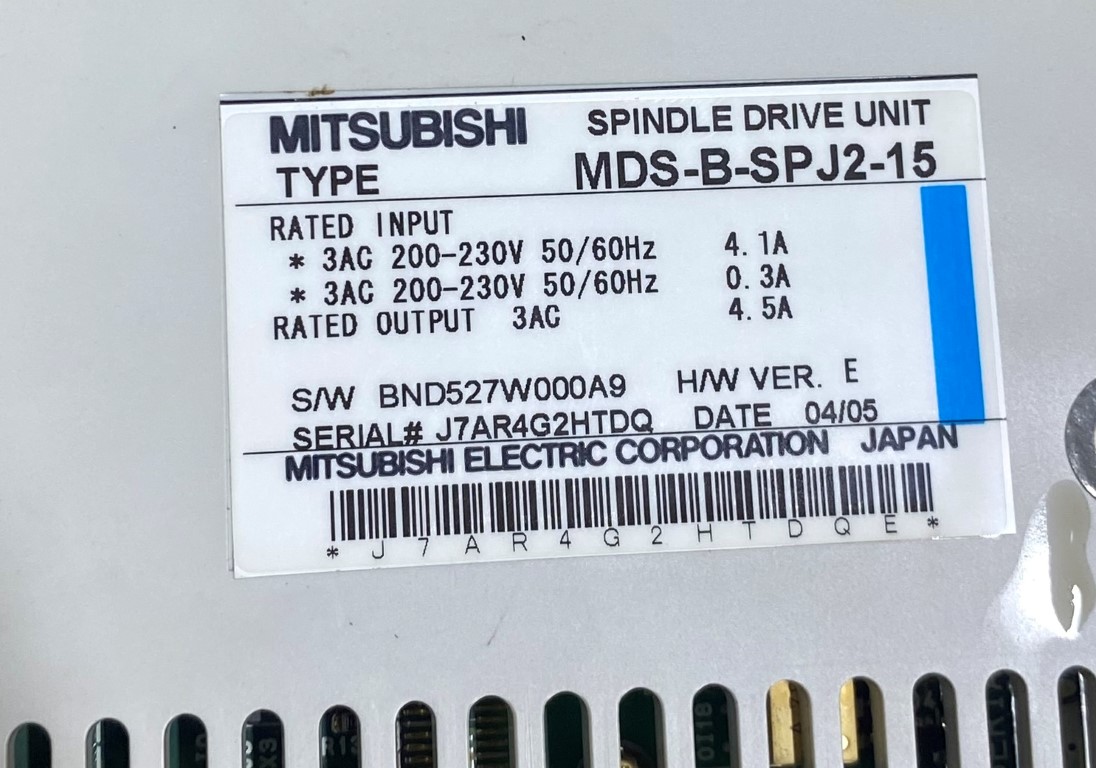 MITSUBISHI SPINDLE DRIVE UNIT
TYPE MDS-B-SPJ2-15
RATED INPUT
* 3AC 200-230V 50/60Hz 4.1A
* 3AC 200-230V 50/60Hz 0.3A
RATED OUTPUT 3AC 4.5A
S/W BND527W000A9 H/W VER. E
SERIAL# J7AR4G2HTDQ DATE 04/05
MITSUBISHI ELECTRIC CORPORATION JAPAN
* J 7 A R 4 G 2 H T D Q E *